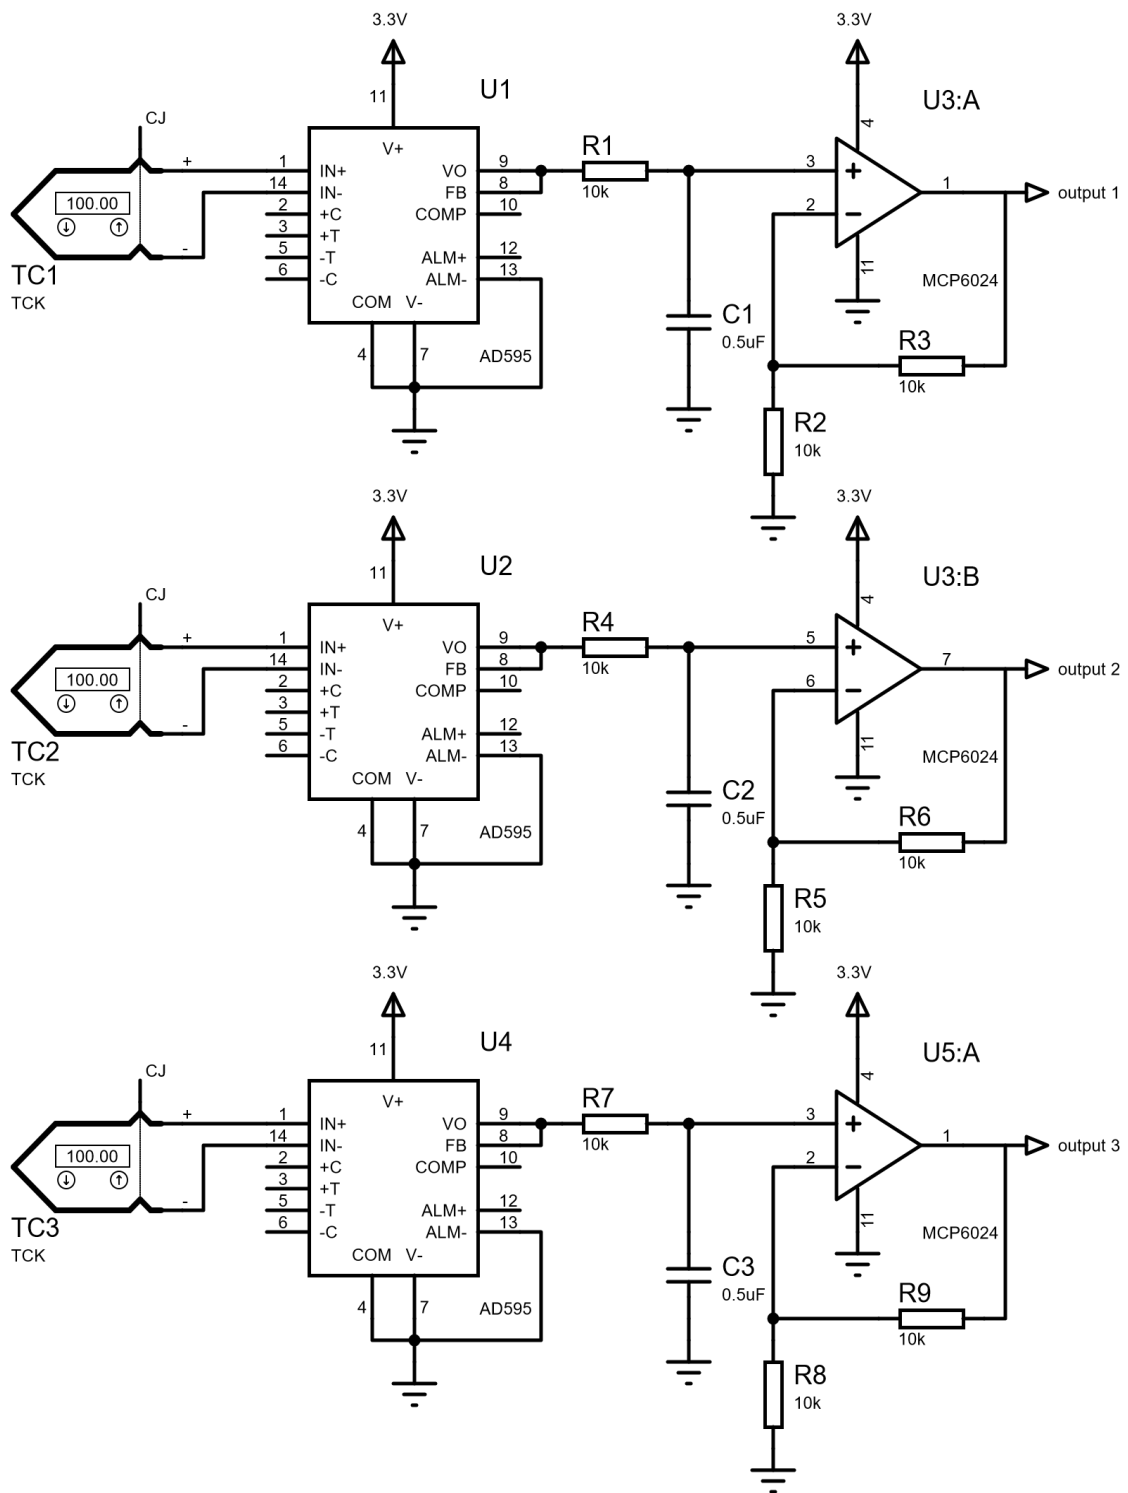 3.3V
3.3V
U1
U3:A
11
4
CJ
V+
R1
+
1
IN+
VO
9
10k
3
+
14
IN-
FB
8
1
output 1
100.00
2
+C
COMP
10
2
-
3
+T
↓
↑
5
-T
ALM+
12
-
6
-C
ALM-
13
11
TC1
TCK
MCP6024
COM
V-
C1
0.5uF
4
7
AD595
R3
10k
R2
10k
3.3V
3.3V
U2
U3:B
11
4
CJ
V+
R4
+
1
IN+
VO
9
10k
5
+
14
IN-
FB
8
7
output 2
100.00
2
+C
COMP
10
6
-
3
+T
↓
↑
5
-T
ALM+
12
-
6
-C
ALM-
13
11
TC2
TCK
MCP6024
COM
V-
C2
0.5uF
4
7
AD595
R6
10k
R5
10k
3.3V
3.3V
U4
U5:A
11
4
CJ
V+
R7
+
1
IN+
VO
9
10k
3
+
14
IN-
FB
8
1
output 3
100.00
2
+C
COMP
10
2
-
3
+T
↓
↑
5
-T
ALM+
12
-
6
-C
ALM-
13
11
TC3
TCK
MCP6024
COM
V-
C3
0.5uF
4
7
AD595
R9
10k
R8
10k